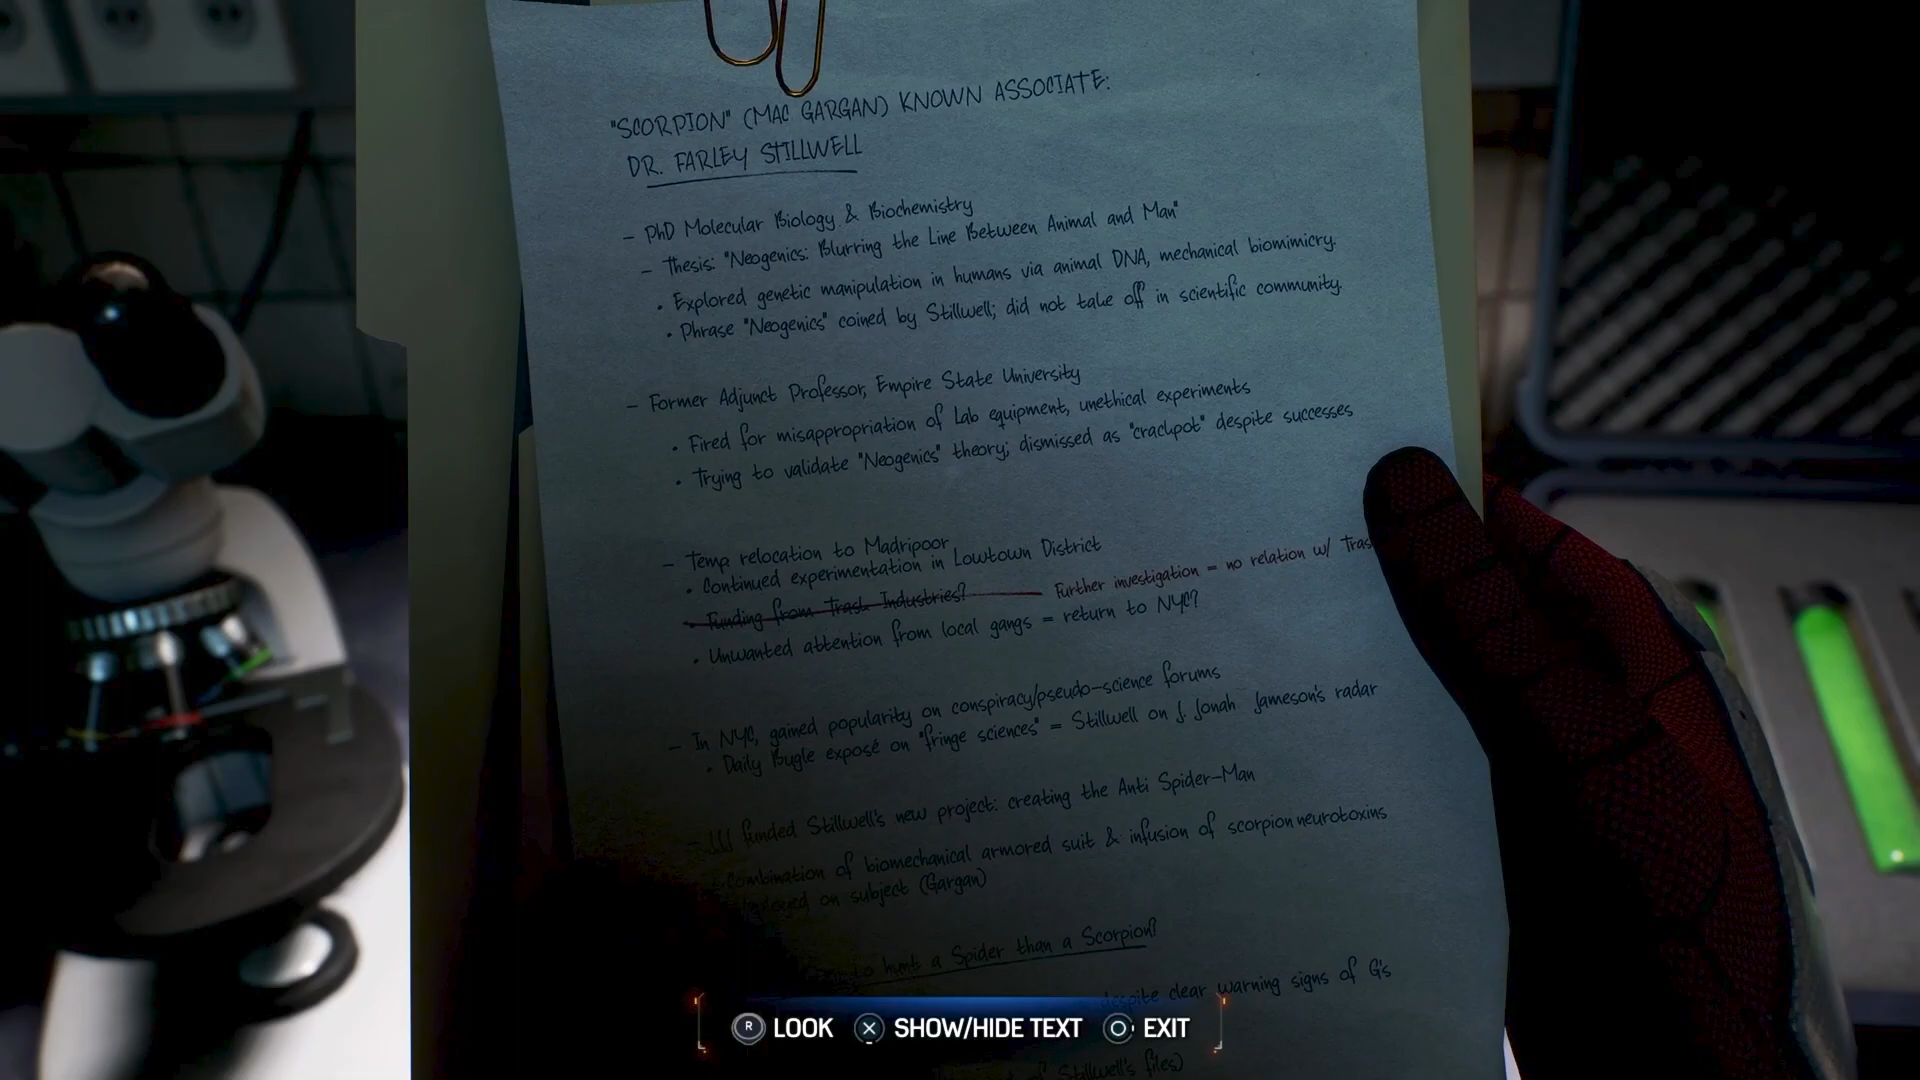 "SCORPION" (MAC GARGAN) KNOWN ASSOCIATE:
DR. FARLEY STILLWELL
- PhD Molecular Biology & Biochemistry
- Thesis: "Neogenics: Blurring the Line Between Animal and Man"
• Explored genetic manipulation in humans via animal DNA, mechanical biomimicry.
• Phrase "Neogenics" coined by Stillwell; did not take off in scientific community.
- Former Adjunct Professor, Empire State University
• Fired for misappropriation of Lab equipment, unethical experiments
• Trying to validate "Neogenics" theory; dismissed as "crackpot" despite successes
- Temp relocation to Madripoor
• Continued experimentation in Lowtown District
• Funding from Trask Industries? Further investigation = no relation w/ Tras
• Unwanted attention from local gangs = return to NYC?
- In NYC, gained popularity on conspiracy/pseudo-science forums
• Daily Bugle exposé on "fringe sciences" = Stillwell on J. Jonah Jameson's radar
- JJJ funded Stillwell's new project: creating the Anti Spider-Man
Combination of biomechanical armored suit & infusion of scorpion neurotoxins
on subject (Gargan)
to hunt a Spider than a Scorpion?
despite clear warning signs of G's
of Stillwell's files)
R LOOK SHOW/HIDE TEXT EXIT